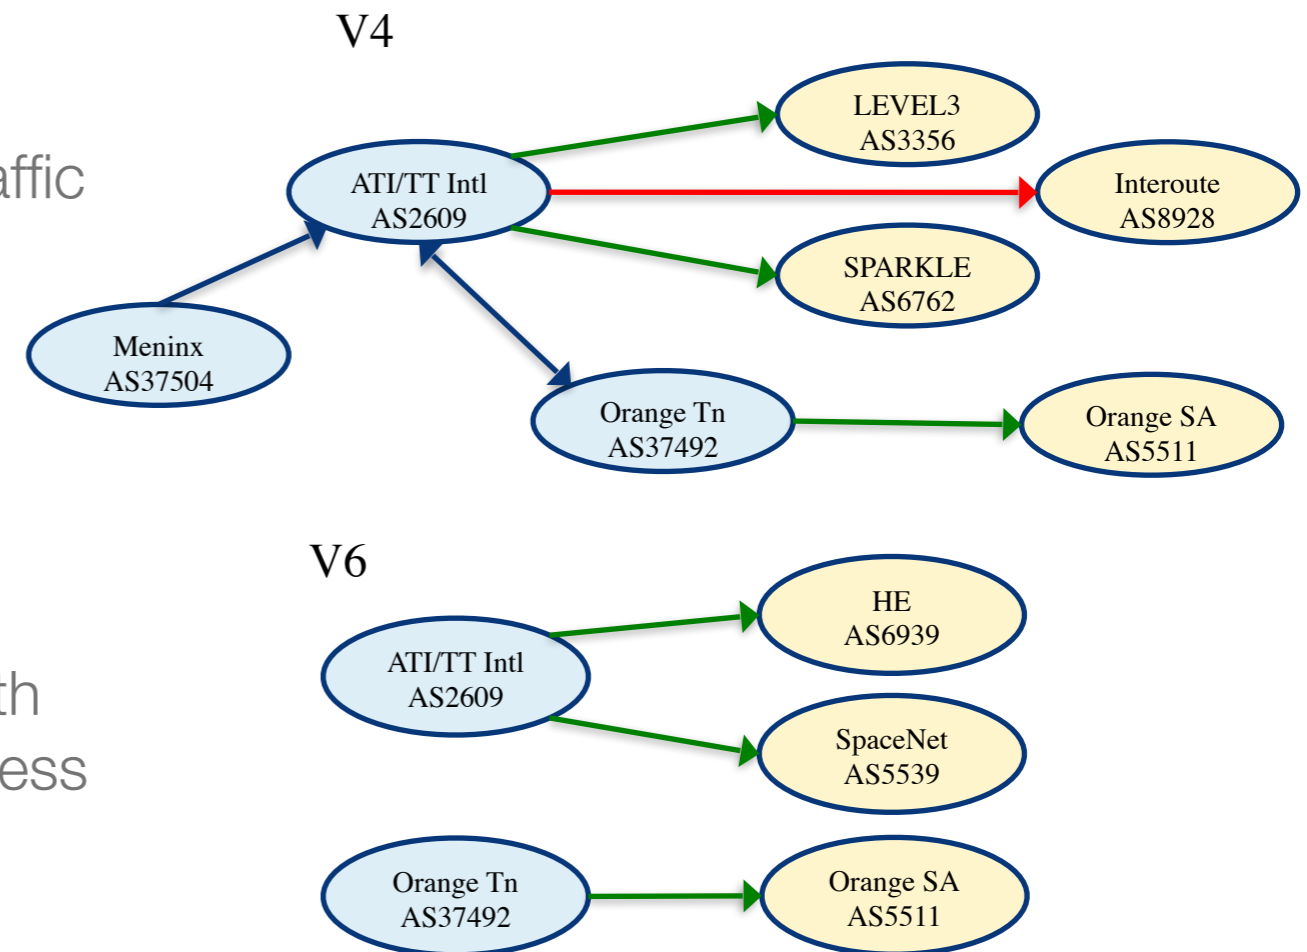 V4
affic
LEVEL3
AS3356
ATI/TT Intl
AS2609
Interoute
AS8928
SPARKLE
AS6762
Meninx
AS37504
Orange Tn
AS37492
Orange SA
AS5511
V6
HE
AS6939
ATI/TT Intl
AS2609
th
ess
SpaceNet
AS5539
Orange Tn
AS37492
Orange SA
AS5511